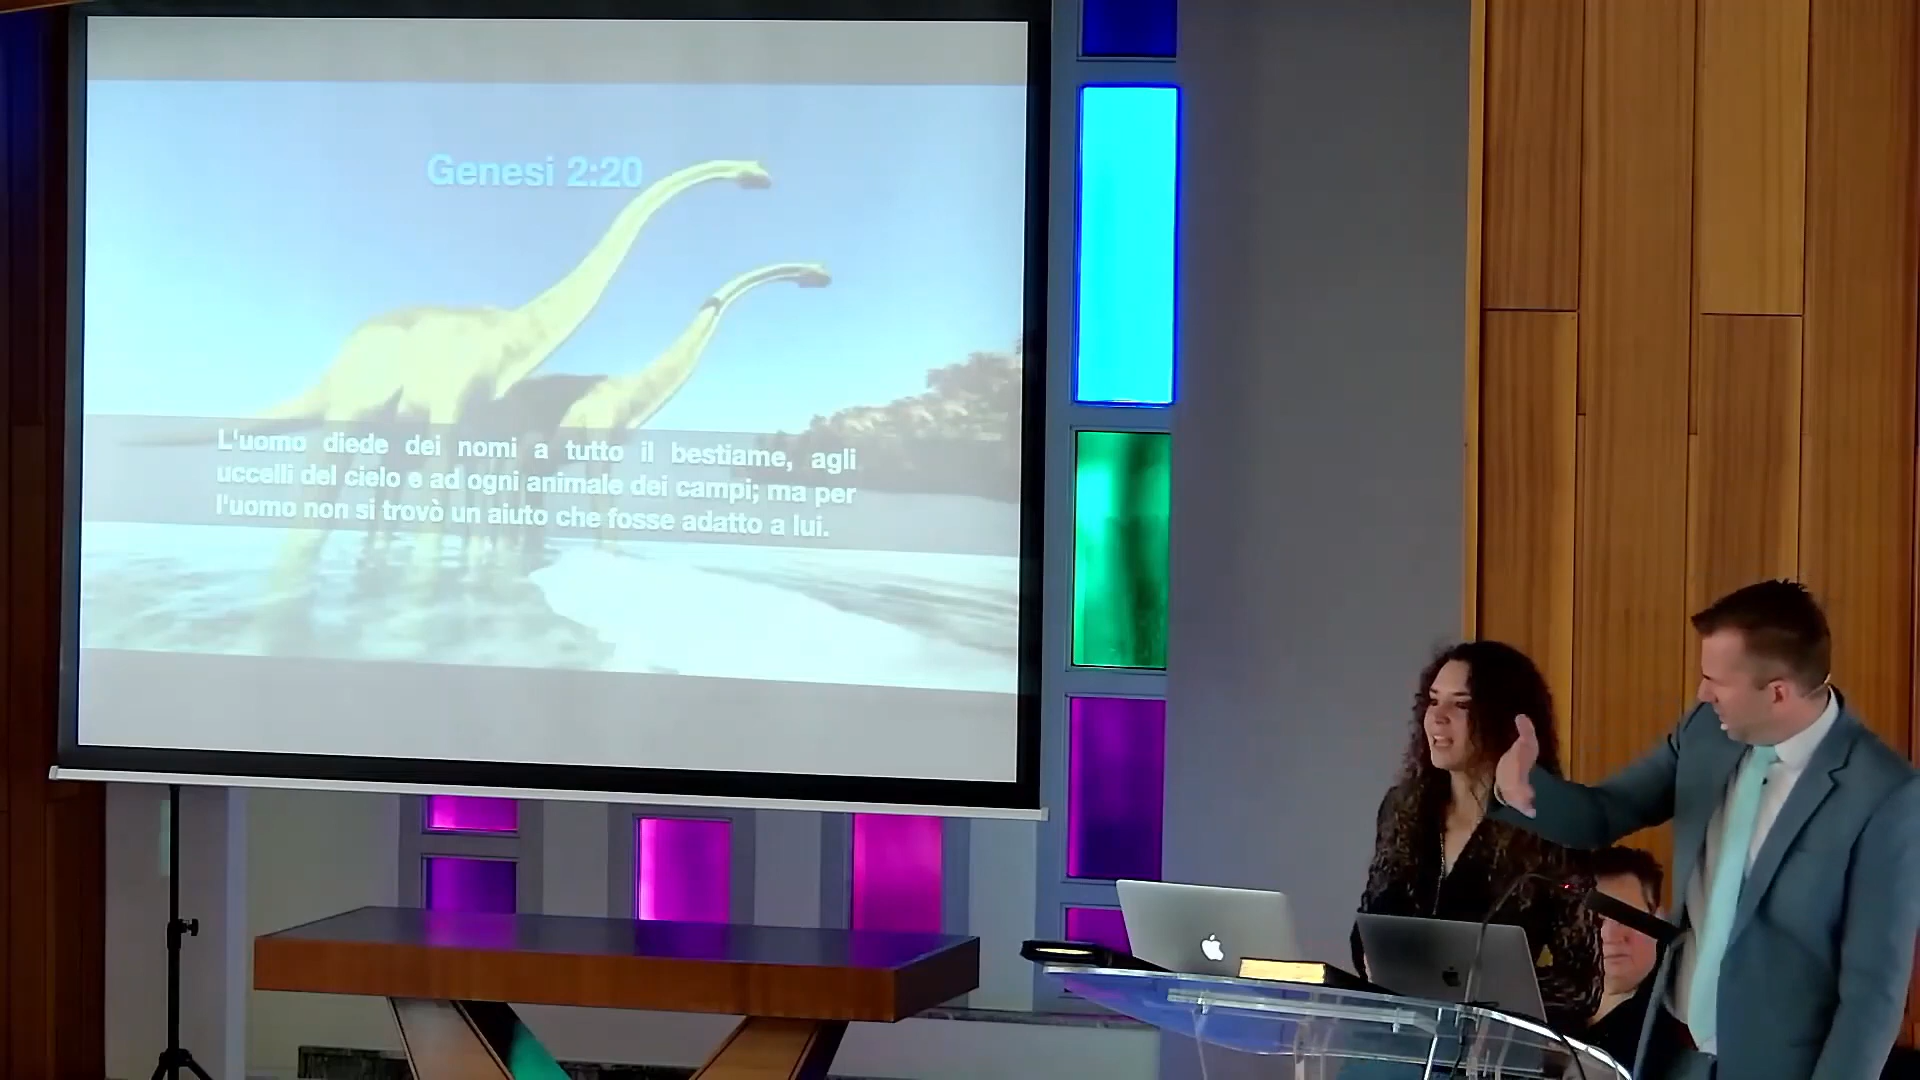 Genesi 2:20
L'uomo diede dei nomi a tutto il bestiame, agli
uccelli del cielo e ad ogni animale dei campi; ma per
l'uomo non si trovò un aiuto che fosse adatto a lui.